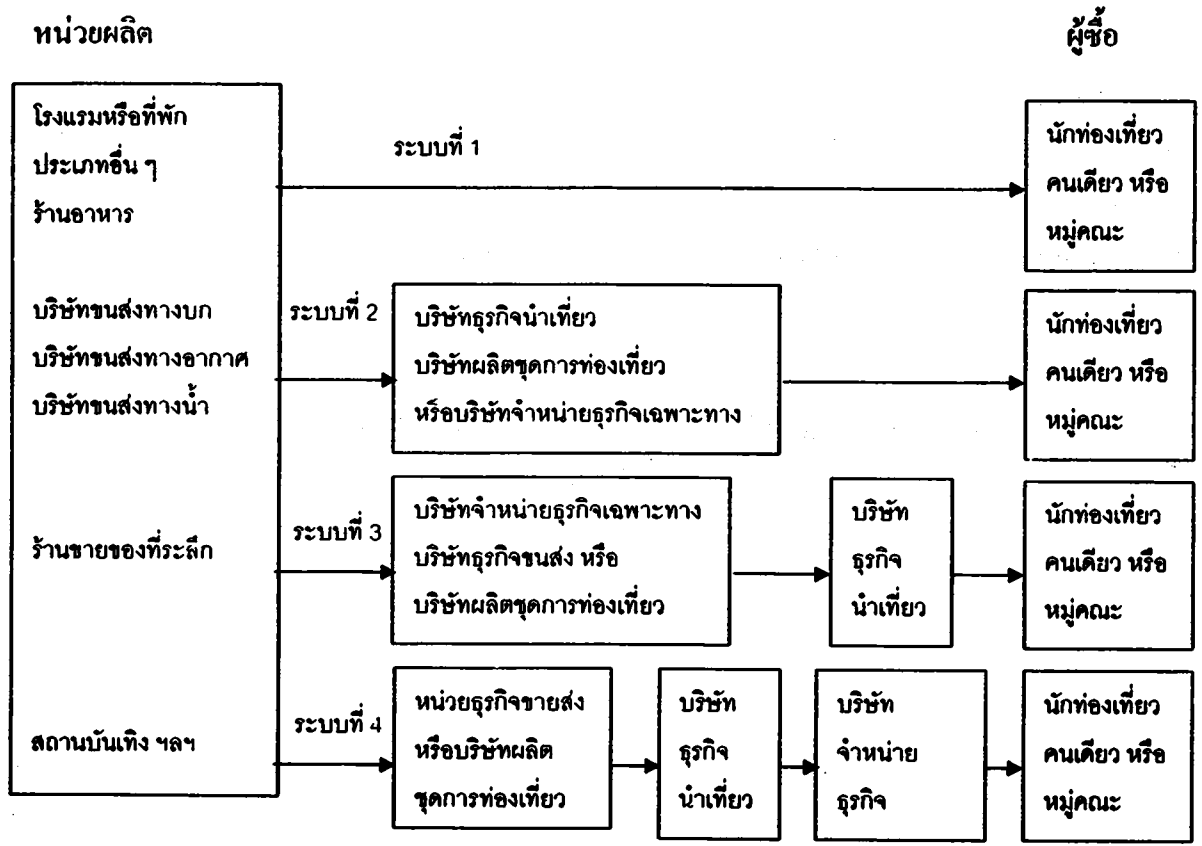 หน่วยผลิต
ผู้ซื้อ
โรงแรมหรือที่พัก
ประเภทอื่น ๆ
ร้านอาหาร
บริษัทขนส่งทางบก
บริษัทขนส่งทางอากาศ
บริษัทขนส่งทางน้ำ
ร้านขายของที่ระลึก
สถานบันเทิง ฯลฯ
ระบบที่ 1
นักท่องเที่ยว
คนเดียว หรือ
หมู่คณะ
ระบบที่ 2
บริษัทธุรกิจนำเที่ยว
บริษัทผลิตชุดการท่องเที่ยว
หรือบริษัทจำหน่ายธุรกิจเฉพาะทาง
นักท่องเที่ยว
คนเดียว หรือ
หมู่คณะ
ระบบที่ 3
บริษัทจำหน่ายธุรกิจเฉพาะทาง
บริษัทธุรกิจขนส่ง หรือ
บริษัทผลิตชุดการท่องเที่ยว
บริษัท
ธุรกิจ
นำเที่ยว
นักท่องเที่ยว
คนเดียว หรือ
หมู่คณะ
ระบบที่ 4
หน่วยธุรกิจขายส่ง
หรือบริษัทผลิต
ชุดการท่องเที่ยว
บริษัท
ธุรกิจ
นำเที่ยว
บริษัท
จำหน่าย
ธุรกิจ
นักท่องเที่ยว
คนเดียว หรือ
หมู่คณะ